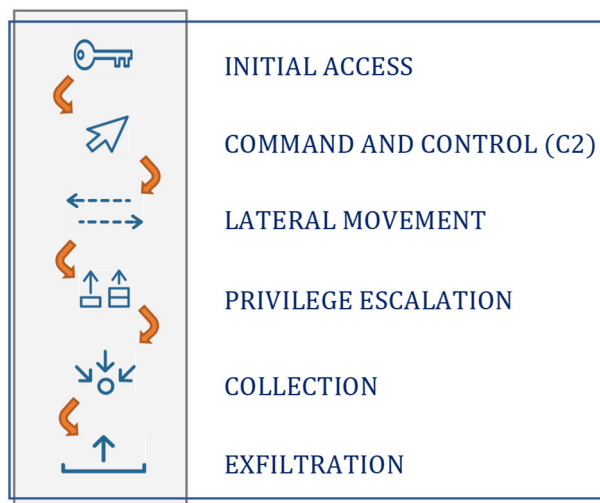 INITIAL ACCESS
COMMAND AND CONTROL (C2)
LATERAL MOVEMENT
PRIVILEGE ESCALATION
COLLECTION
EXFILTRATION